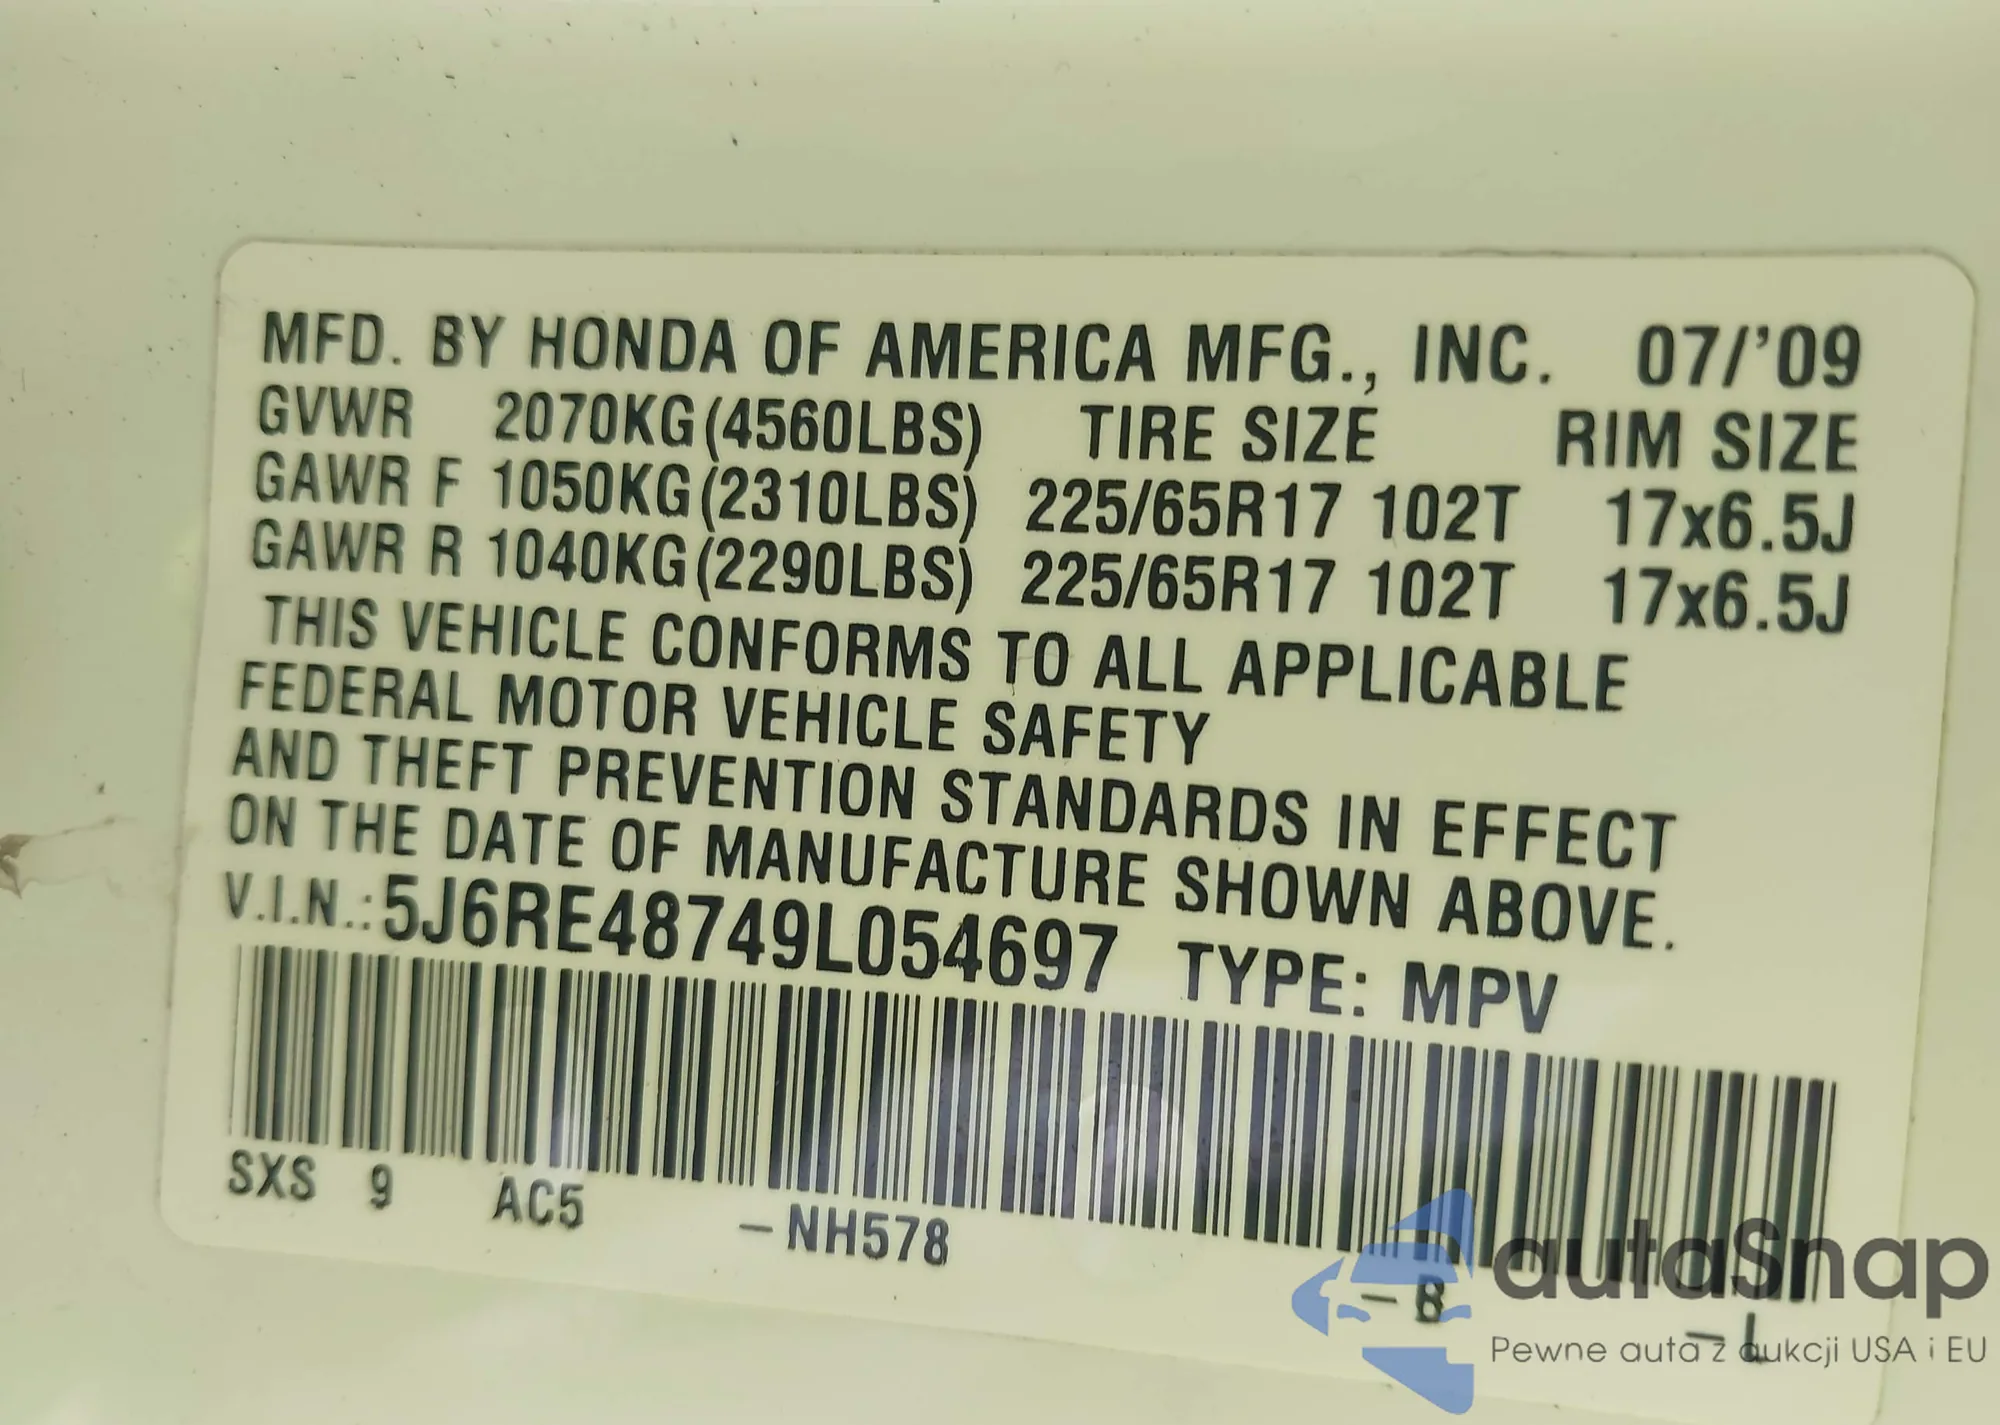 MFD. BY HONDA OF AMERICA MFG., INC. 07/'09
GVWR 2070KG(4560LBS) TIRE SIZE RIM SIZE
GAWR F 1050KG(2310LBS) 225/65R17 102T 17x6.5J
GAWR R 1040KG(2290LBS) 225/65R17 102T 17x6.5J
THIS VEHICLE CONFORMS TO ALL APPLICABLE
FEDERAL MOTOR VEHICLE SAFETY
AND THEFT PREVENTION STANDARDS IN EFFECT
ON THE DATE OF MANUFACTURE SHOWN ABOVE.
V.I.N.:5J6RE48749L054697 TYPE: MPV
SXS 9 AC5 -NH578 -B -L
autaSnap
Pewne auta z aukcji USA i EU